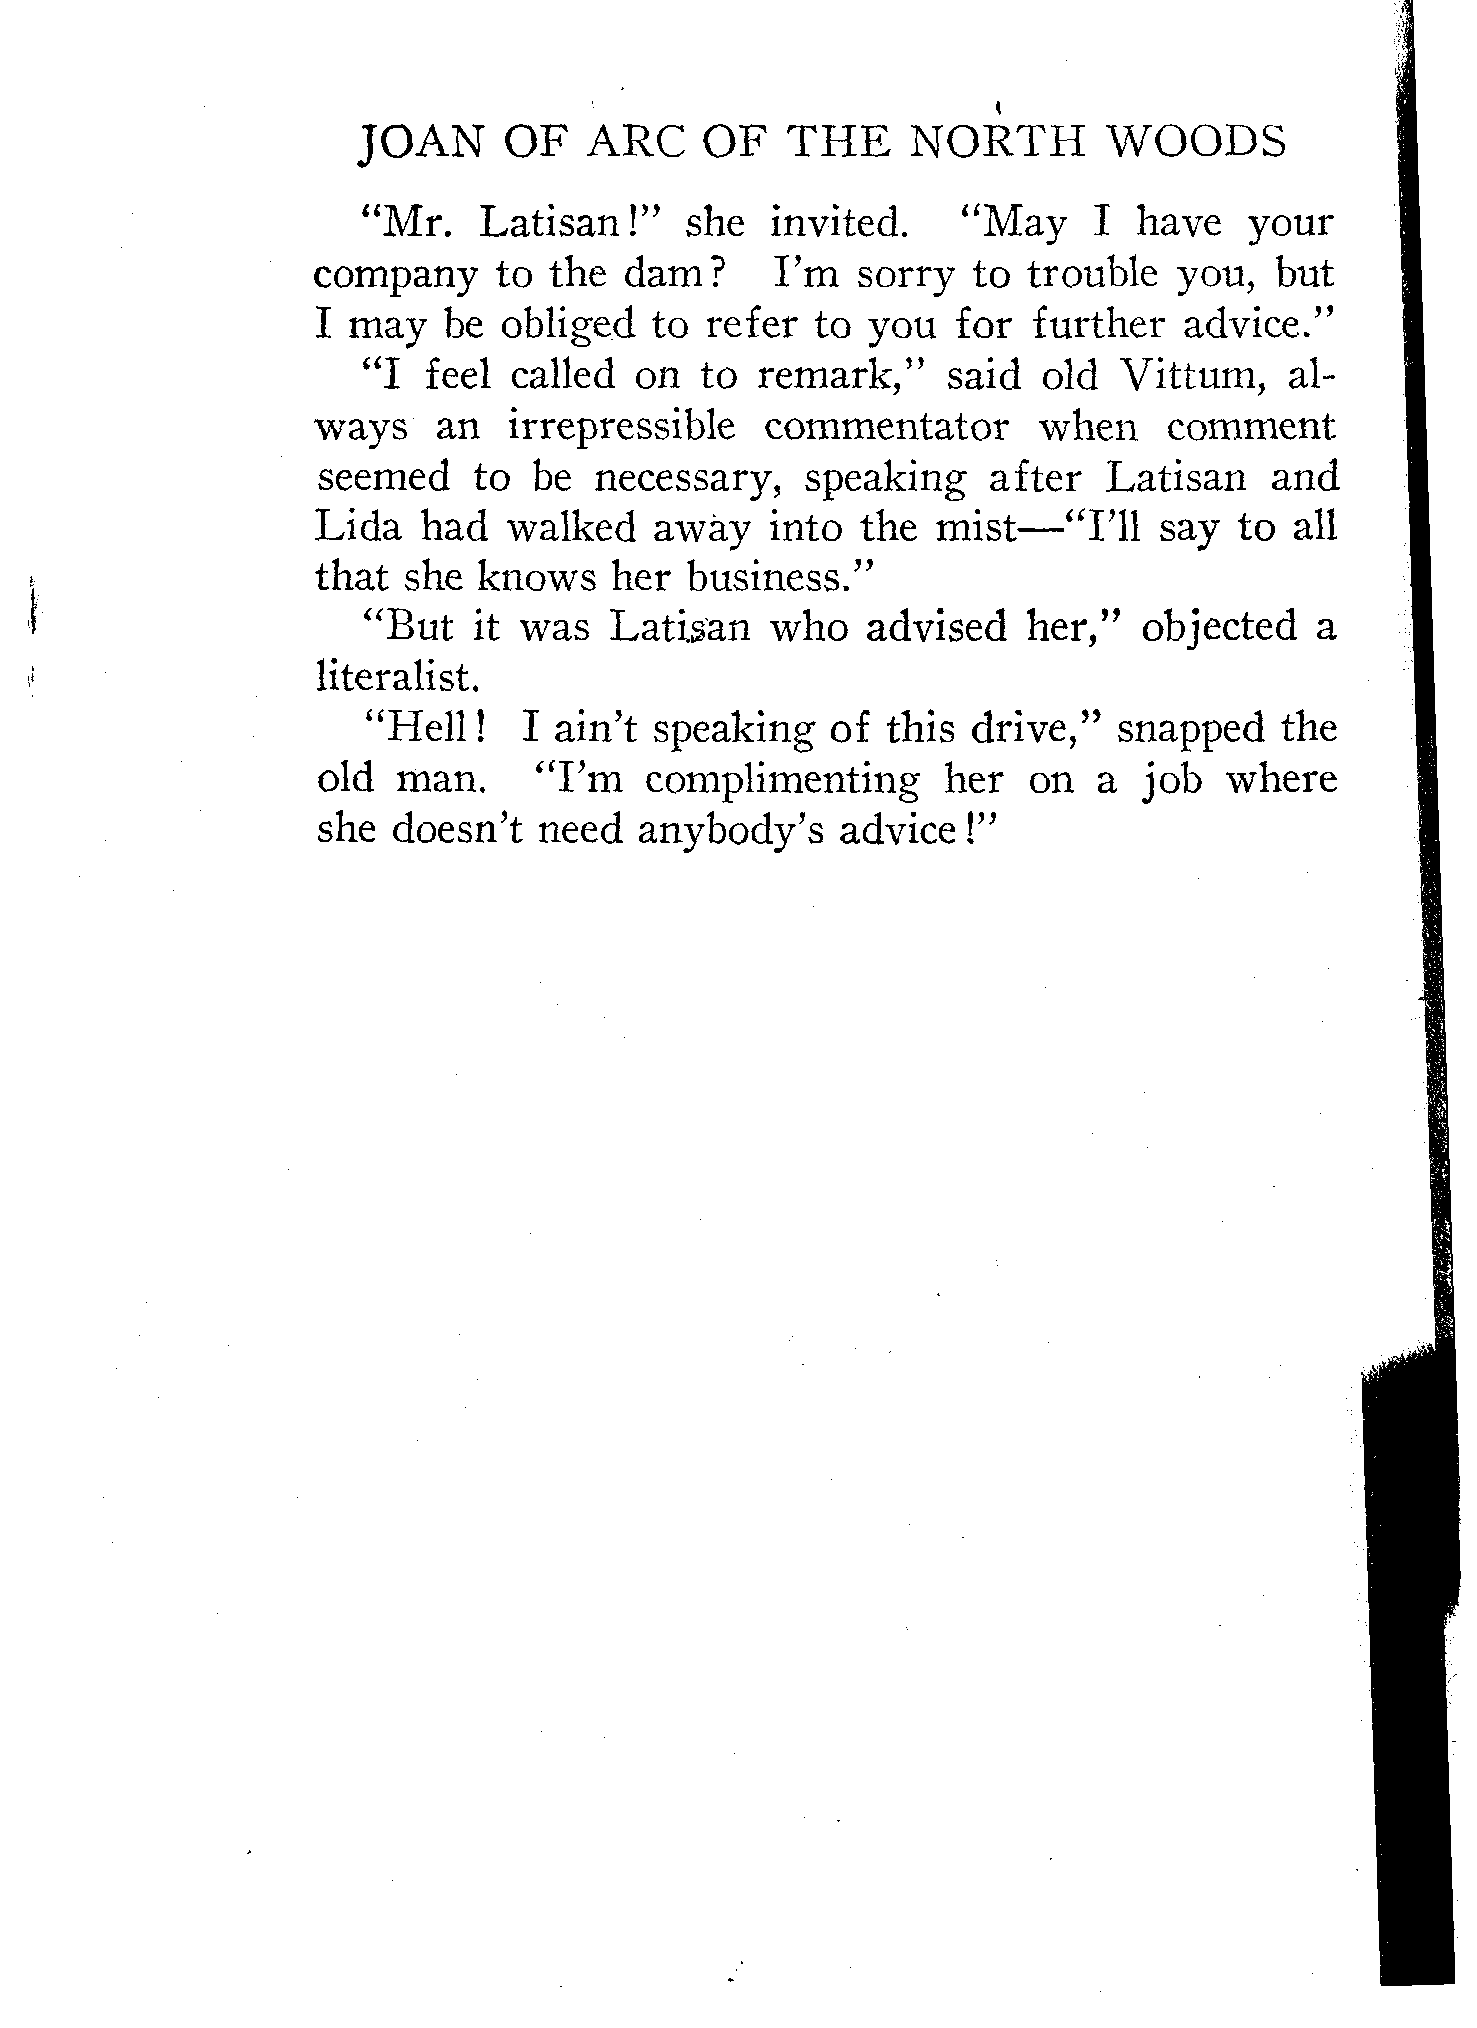 JOAN OF ARC OF THE NORTH WOODS
“Mr. Latisan!” she invited. “May I have your
company to the dam? I’m sorry to trouble you, but
I may be obliged to refer to you for further advice.”
“I feel called on to remark,” said old Vittum, al-
ways an irrepressible commentator when comment
seemed to be necessary, speaking after Latisan and
Lida had walked away into the mist—“I’ll say to all
that she knows her business.”
“But it was Latisan who advised her,” objected a
literalist.
“Hell! I ain’t speaking of this drive,” snapped the
old man. “I’m complimenting her on a job where
she doesn’t need anybody’s advice!”